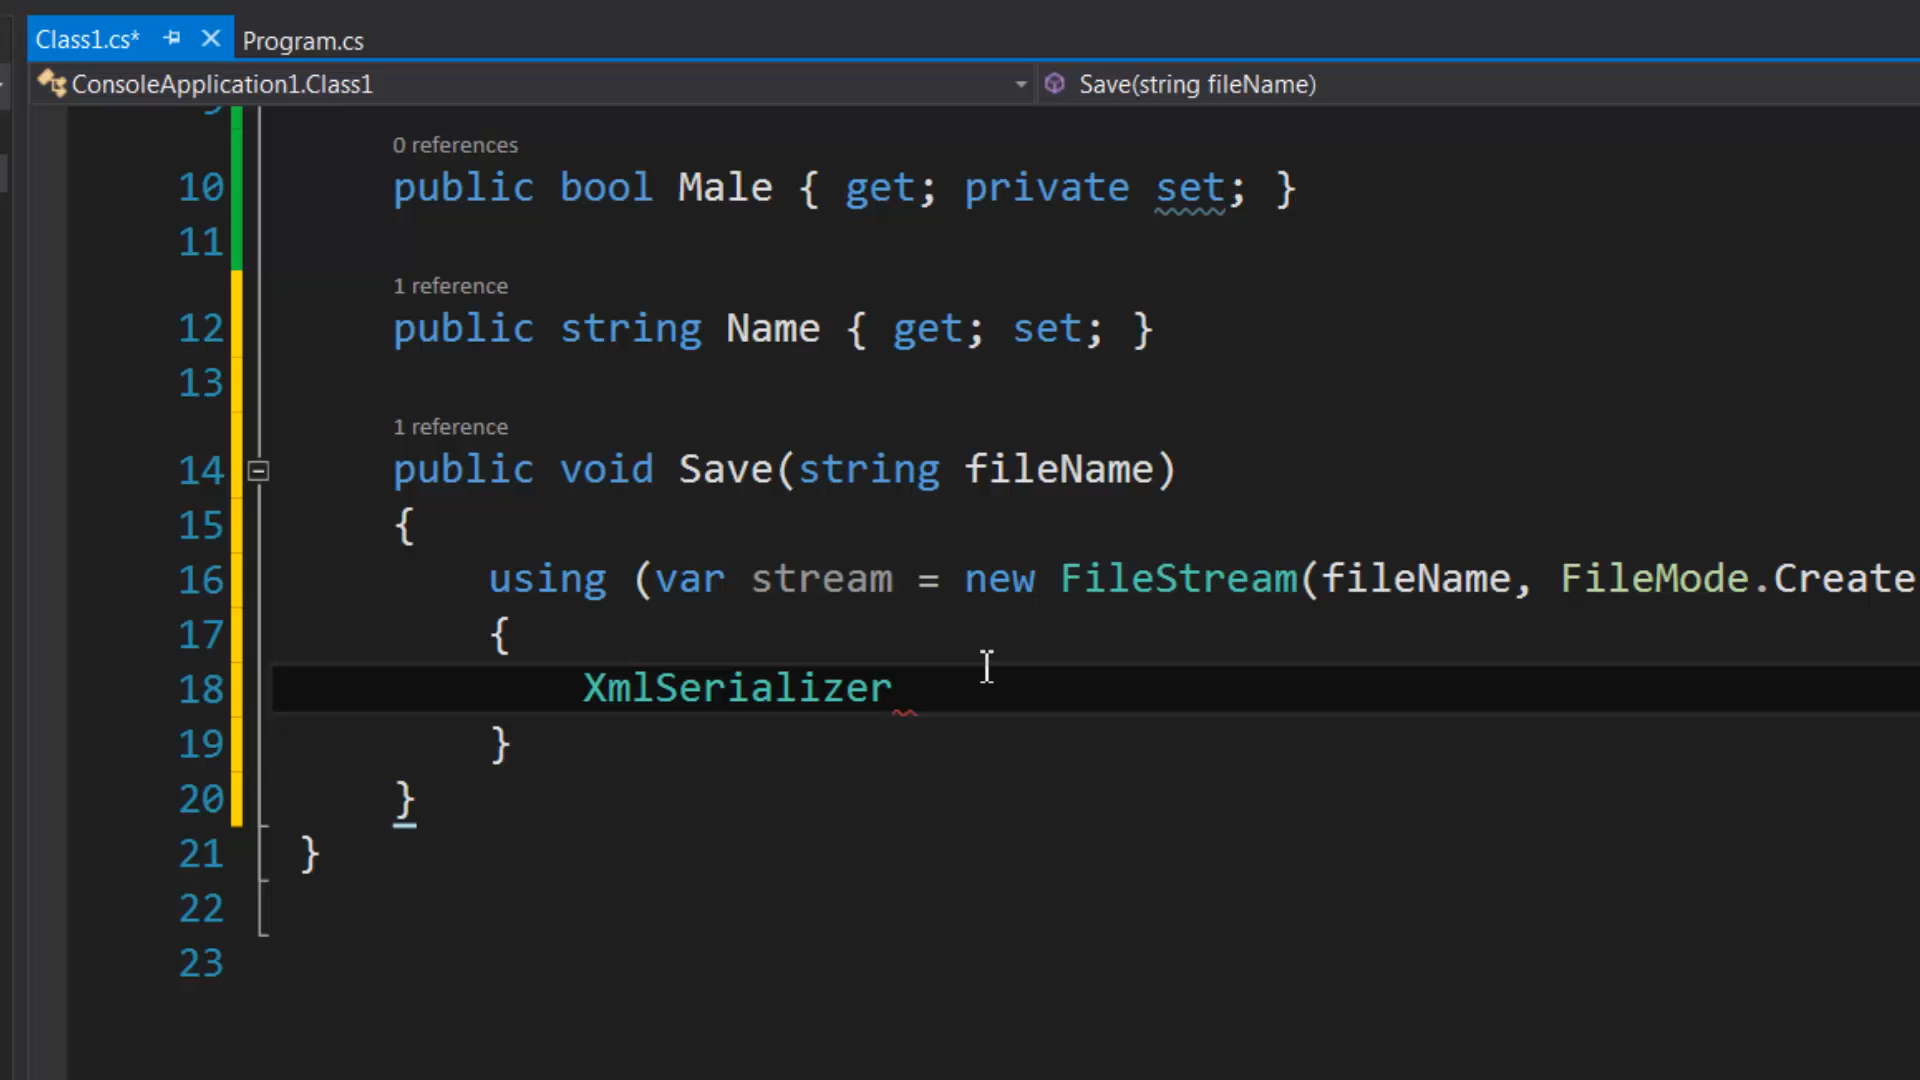 Class1.cs* Program.cs
ConsoleApplication1.Class1 Save(string fileName)
0 references
10 public bool Male { get; private set; }
11
1 reference
12 public string Name { get; set; }
13
1 reference
14 public void Save(string fileName)
15 {
16 using (var stream = new FileStream(fileName, FileMode.Create
17 {
18 XmlSerializer
19 }
20 }
21 }
22
23